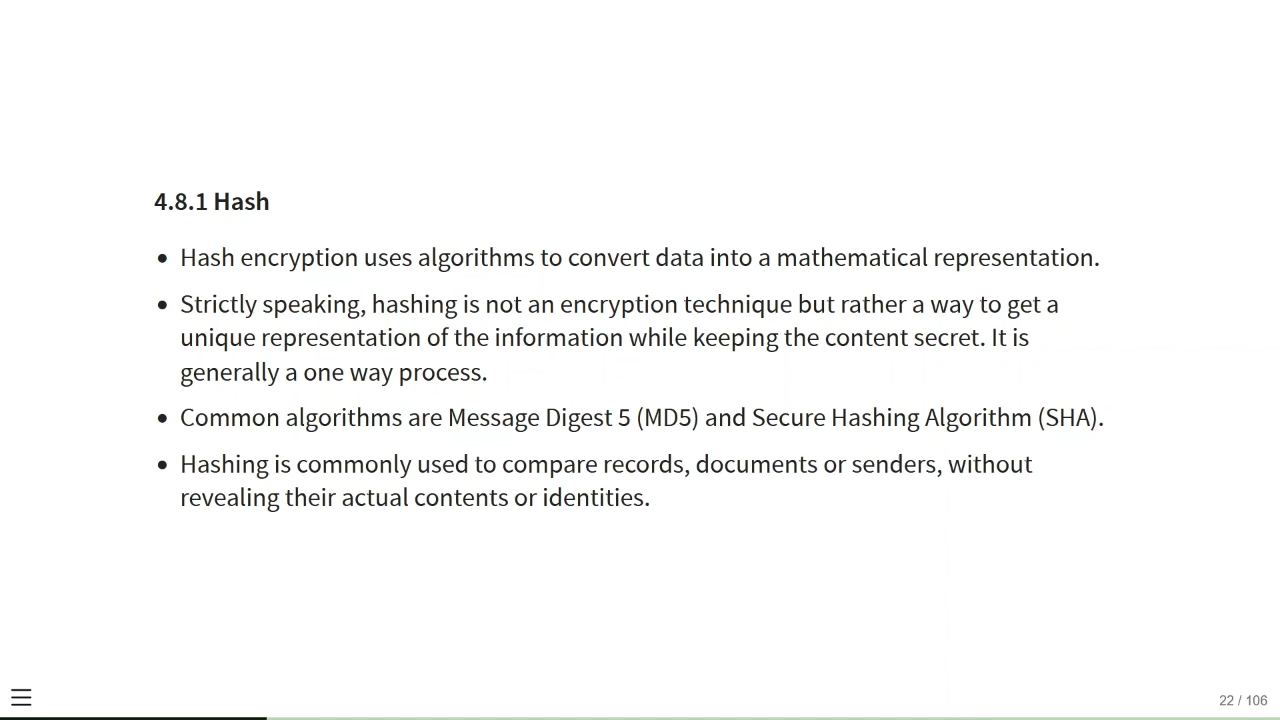 4.8.1 Hash
• Hash encryption uses algorithms to convert data into a mathematical representation.
• Strictly speaking, hashing is not an encryption technique but rather a way to get a
unique representation of the information while keeping the content secret. It is
generally a one way process.
• Common algorithms are Message Digest 5 (MD5) and Secure Hashing Algorithm (SHA).
• Hashing is commonly used to compare records, documents or senders, without
revealing their actual contents or identities.
22 / 106